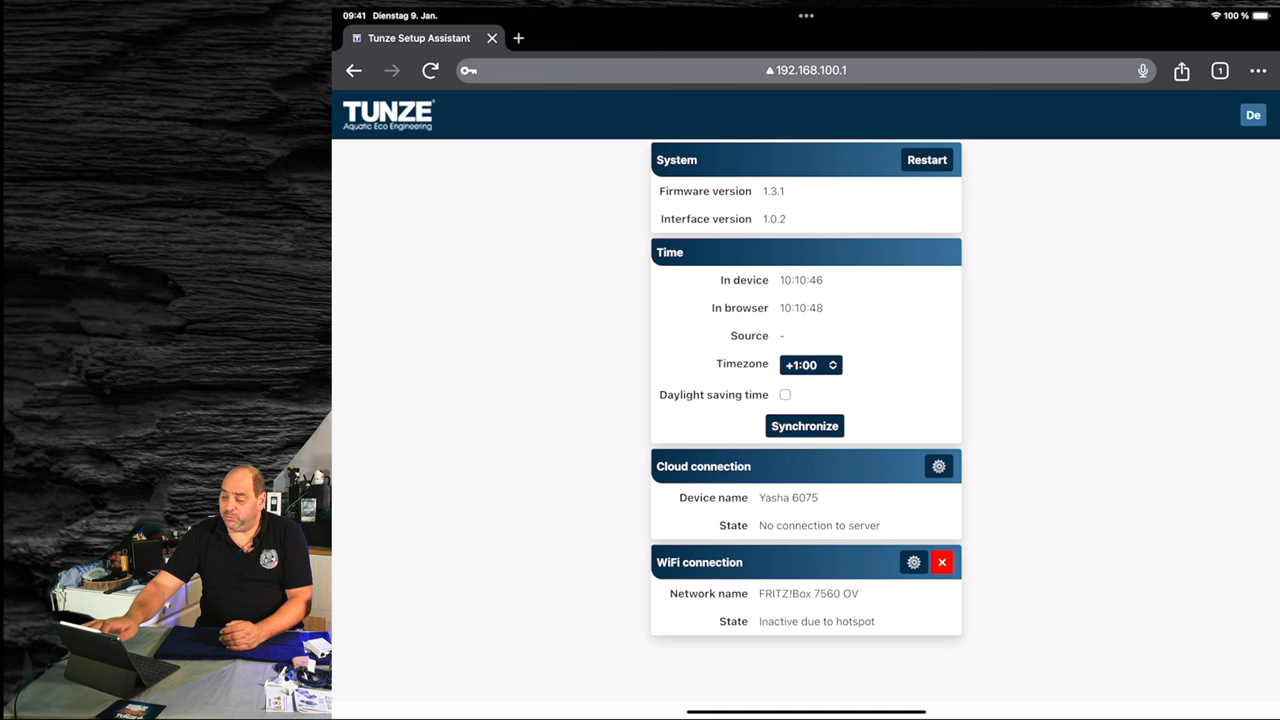 09:41 Dienstag 9. Jan.
100 %
Tunze Setup Assistant
192.168.100.1
1
TUNZE
Aquatic Eco Engineering
De
System
Restart
Firmware version 1.3.1
Interface version 1.0.2
Time
In device 10:10:46
In browser 10:10:48
Source -
Timezone +1:00
Daylight saving time
Synchronize
Cloud connection
Device name Yasha 6075
State No connection to server
WiFi connection
Network name FRITZ!Box 7560 OV
State Inactive due to hotspot
TUNZE